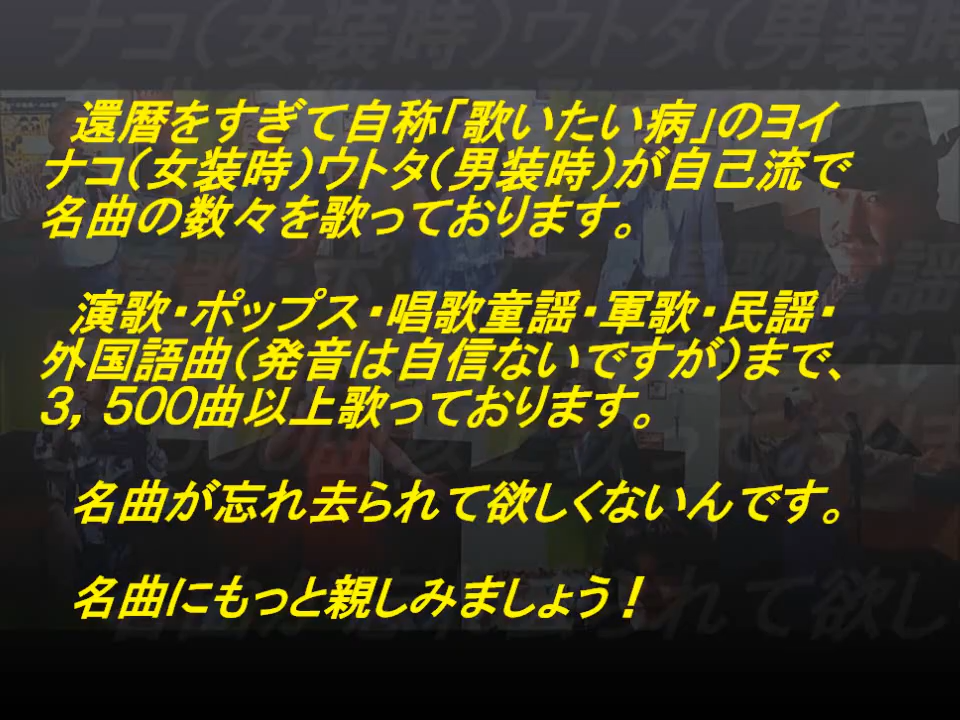 還暦をすぎて自称｢歌いたい病｣のヨイ
ナコ（女装時）ウトタ（男装時）が自己流で
名曲の数々を歌っております。
演歌・ポップス・唱歌童謡・軍歌・民謡・
外国語曲（発音は自信ないですが）まで、
３，５００曲以上歌っております。
名曲が忘れ去られて欲しくないんです。
名曲にもっと親しみましょう！